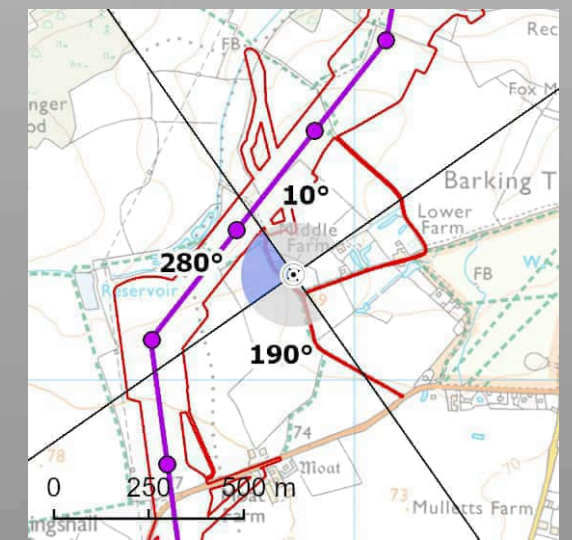 FB
Rec
nger
od
Fox M
Barking T
10°
Lower
Farm
Middle
Farm
280°
FB
W
Reservoir
190°
74
78
Moat
70
0 250 500 m
73
Mulletts Farm
Farm
ingshall